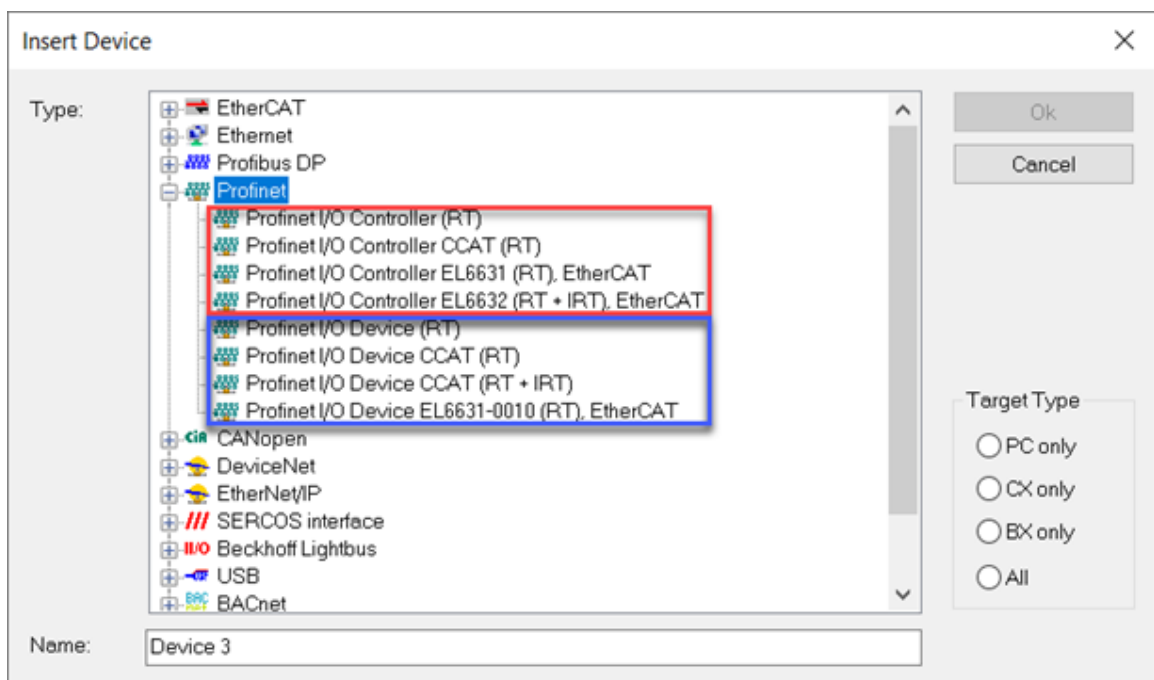 Insert Device
Type:
EtherCAT
Ethernet
Profibus DP
Profinet
Profinet I/O Controller (RT)
Profinet I/O Controller CCAT (RT)
Profinet I/O Controller EL6631 (RT), EtherCAT
Profinet I/O Controller EL6632 (RT + IRT), EtherCAT
Profinet I/O Device (RT)
Profinet I/O Device CCAT (RT)
Profinet I/O Device CCAT (RT + IRT)
Profinet I/O Device EL6631-0010 (RT), EtherCAT
CiA CANopen
DeviceNet
EtherNet/IP
SERCOS interface
II/O Beckhoff Lightbus
USB
BACnet
Ok
Cancel
Target Type
PC only
CX only
BX only
All
Name:
Device 3